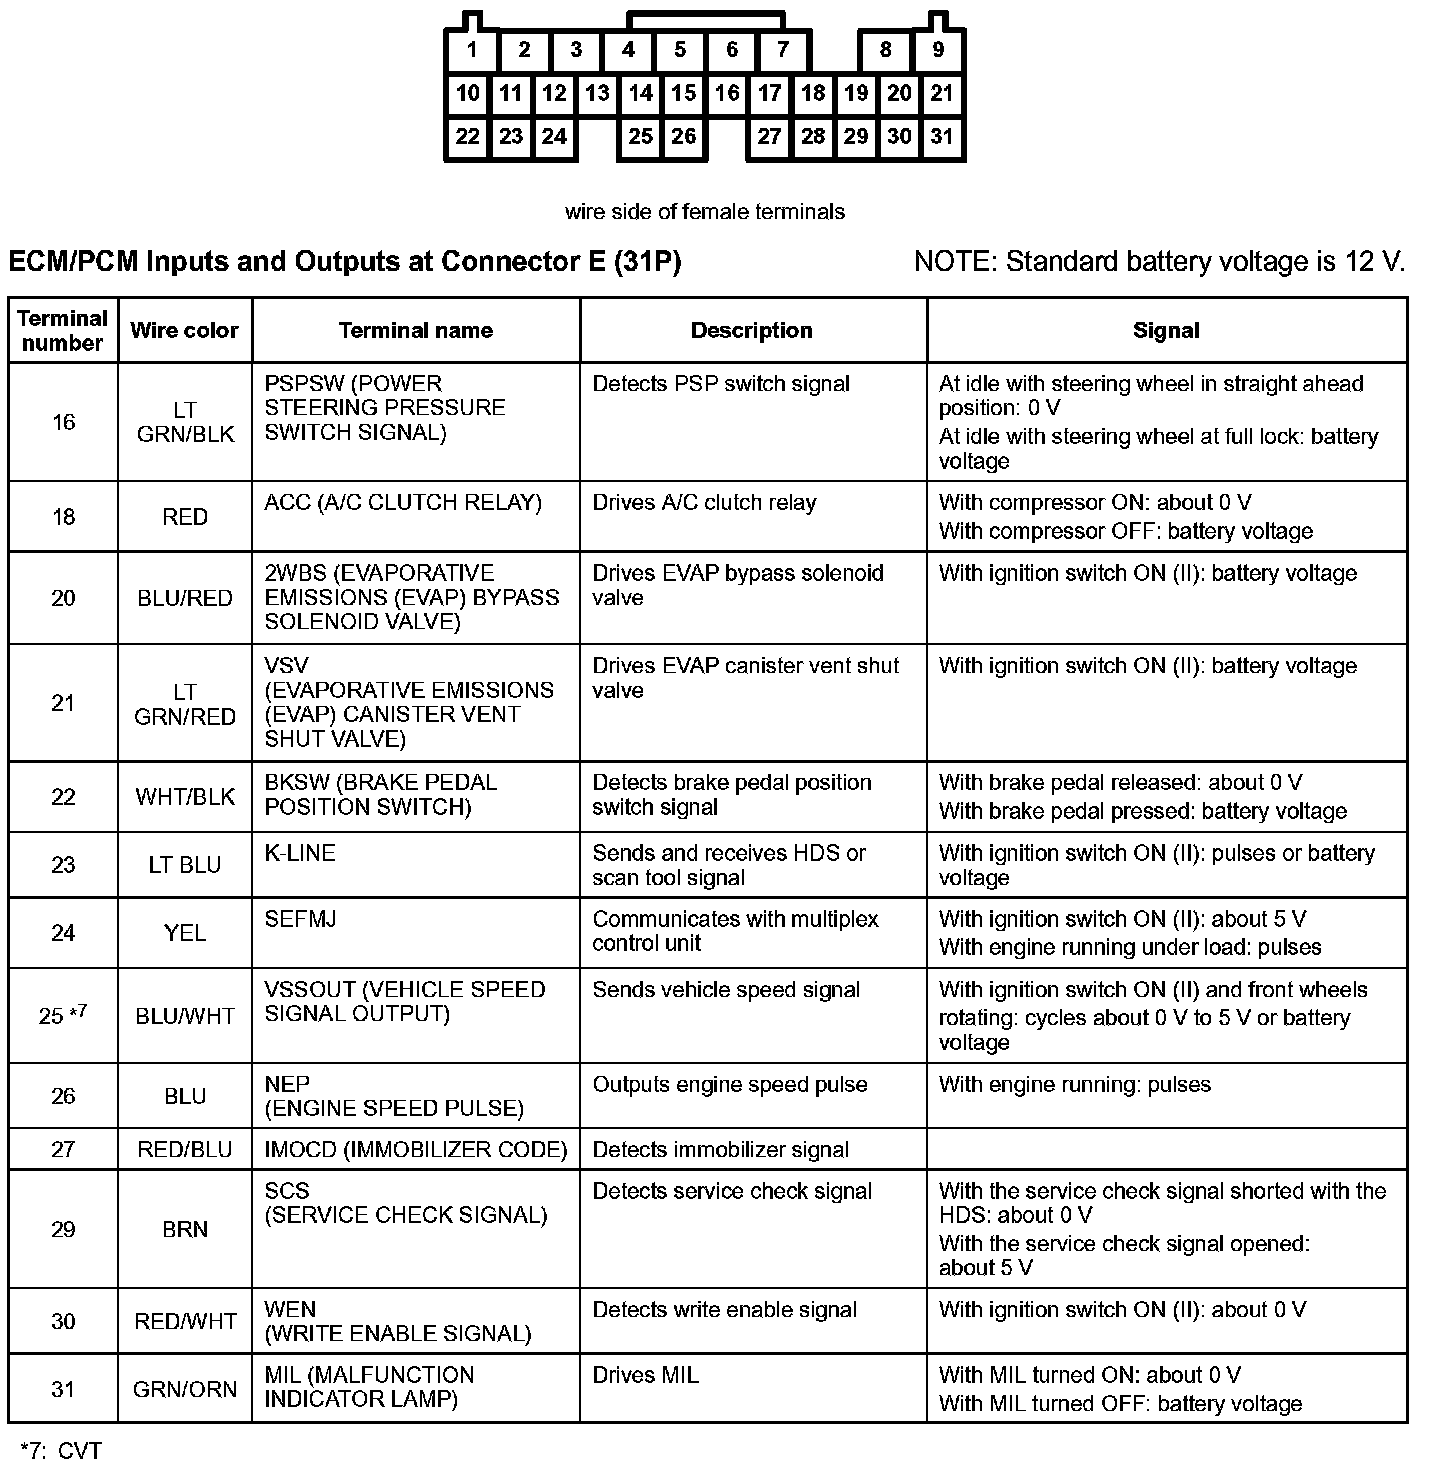 1 2 3 4 5 6 7 8 9
10 11 12 13 14 15 16 17 18 19 20 21
22 23 24 25 26 27 28 29 30 31
wire side of female terminals
ECM/PCM Inputs and Outputs at Connector E (31P) NOTE: Standard battery voltage is 12 V.
Terminal number
Wire color
Terminal name
Description
Signal
16
LT
GRN/BLK
PSPSW (POWER
STEERING PRESSURE
SWITCH SIGNAL)
Detects PSP switch signal
At idle with steering wheel in straight ahead
position: 0 V
At idle with steering wheel at full lock: battery
voltage
18
RED
ACC (A/C CLUTCH RELAY)
Drives A/C clutch relay
With compressor ON: about 0 V
With compressor OFF: battery voltage
20
BLU/RED
2WBS (EVAPORATIVE
EMISSIONS (EVAP) BYPASS
SOLENOID VALVE)
Drives EVAP bypass solenoid
valve
With ignition switch ON (II): battery voltage
21
LT
GRN/RED
VSV
(EVAPORATIVE EMISSIONS
(EVAP) CANISTER VENT
SHUT VALVE)
Drives EVAP canister vent shut
valve
With ignition switch ON (II): battery voltage
22
WHT/BLK
BKSW (BRAKE PEDAL
POSITION SWITCH)
Detects brake pedal position
switch signal
With brake pedal released: about 0 V
With brake pedal pressed: battery voltage
23
LT BLU
K-LINE
Sends and receives HDS or
scan tool signal
With ignition switch ON (II): pulses or battery
voltage
24
YEL
SEFMJ
Communicates with multiplex
control unit
With ignition switch ON (II): about 5 V
With engine running under load: pulses
25 *7
BLU/WHT
VSSOUT (VEHICLE SPEED
SIGNAL OUTPUT)
Sends vehicle speed signal
With ignition switch ON (II) and front wheels
rotating: cycles about 0 V to 5 V or battery
voltage
26
BLU
NEP
(ENGINE SPEED PULSE)
Outputs engine speed pulse
With engine running: pulses
27
RED/BLU
IMOCD (IMMOBILIZER CODE)
Detects immobilizer signal
29
BRN
SCS
(SERVICE CHECK SIGNAL)
Detects service check signal
With the service check signal shorted with the
HDS: about 0 V
With the service check signal opened:
about 5 V
30
RED/WHT
WEN
(WRITE ENABLE SIGNAL)
Detects write enable signal
With ignition switch ON (II): about 0 V
31
GRN/ORN
MIL (MALFUNCTION
INDICATOR LAMP)
Drives MIL
With MIL turned ON: about 0 V
With MIL turned OFF: battery voltage
*7: CVT